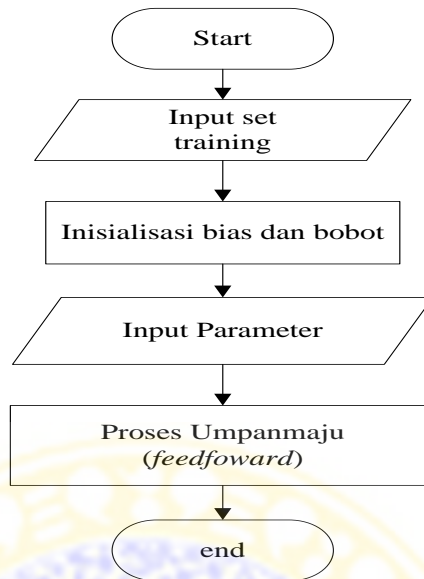 Start
Input set
training
Inisialisasi bias dan bobot
Input Parameter
Proses Umpanmaju
(feedfoward)
end